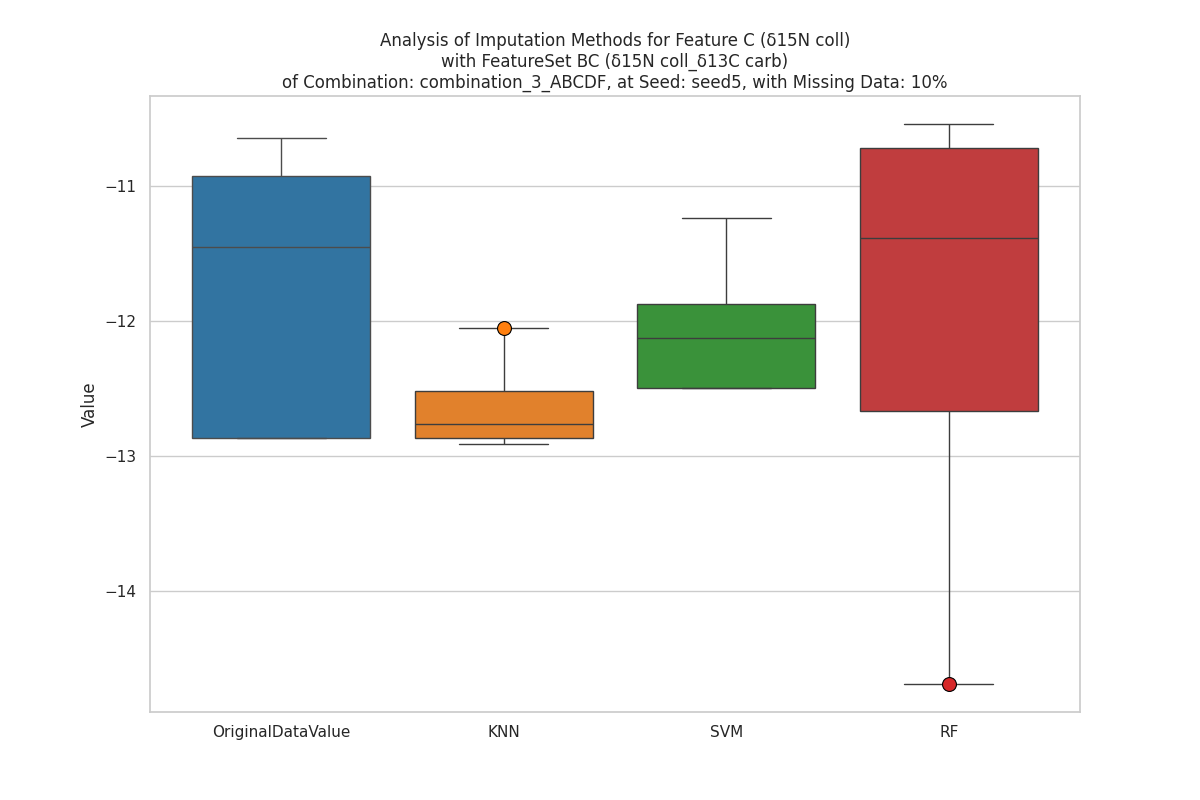 Analysis of Imputation Methods for Feature C (δ15N coll)
with FeatureSet BC (δ15N coll_δ13C carb)
of Combination: combination_3_ABCDF, at Seed: seed5, with Missing Data: 10%
Value
−11
−12
−13
−14
OriginalDataValue
KNN
SVM
RF